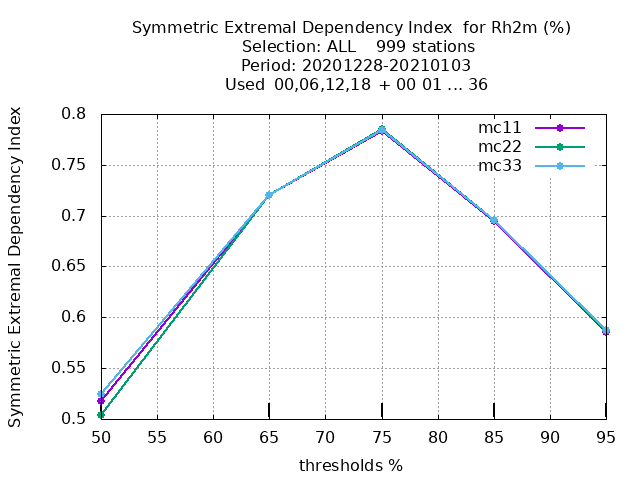 Symmetric Extremal Dependency Index  for Rh2m (%)
Selection: ALL    999 stations
Period: 20201228-20210103
Used  00,06,12,18  + 00 01 ... 36
Symmetric Extremal Dependency Index
0.8
0.75
0.7
0.65
0.6
0.55
0.5
mc11
mc22
mc33
50 55 60 65 70 75 80 85 90 95
thresholds %